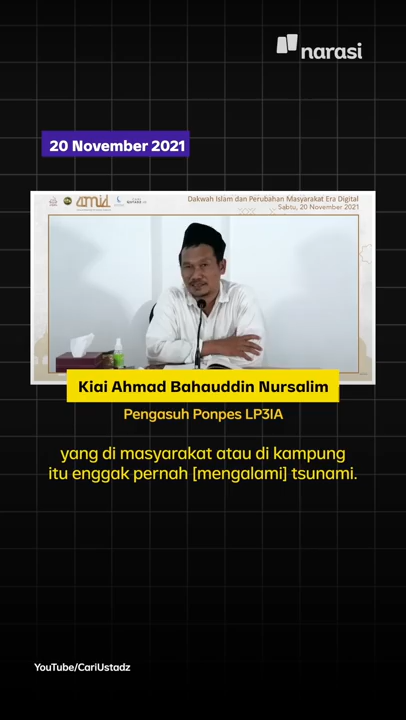 narasi
20 November 2021
amid
Dakwah Islam dan Perubahan Masyarakat Era Digital
Sabtu, 20 November 2021
Kiai Ahmad Bahauddin Nursalim
Pengasuh Ponpes LP3IA
yang di masyarakat atau di kampung
itu enggak pernah [mengalami] tsunami.
YouTube/CariUstadz